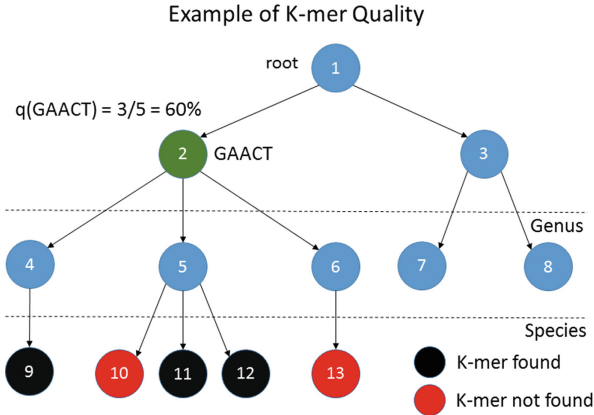 Example of K-mer Quality
root
1
q(GAACT) = 3/5 = 60%
2
GAACT
3
Genus
4
5
6
7
8
Species
9
10
11
12
13
K-mer found
K-mer not found